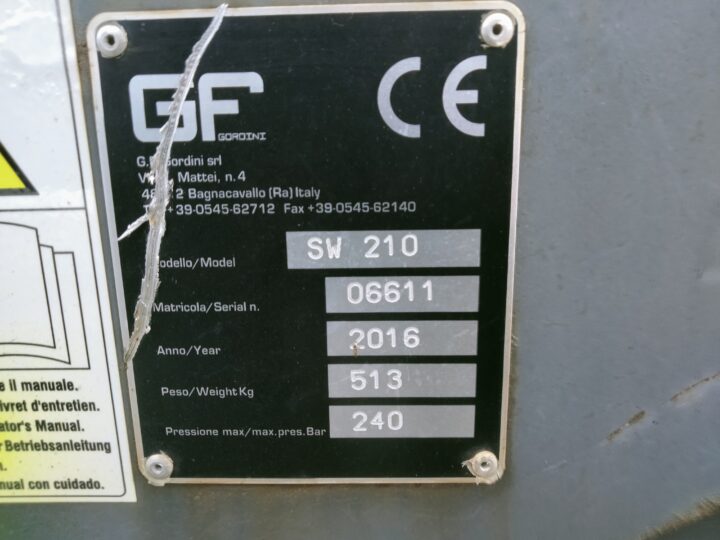 GF
GORDINI
CE
G. Gordini srl
Mattei, n.4
2 Bagnacavallo (Ra) Italy
+39-0545-62712 Fax +39-0545-62140
odello/Model SW 210
Matricola/Serial n. 06611
Anno/Year 2016
Peso/Weight Kg 513
Pressione max/max.pres.Bar 240
e il manuale.
ivret d'entretien.
ator's Manual.
r Betriebsanleitung
n.
nual con cuidado.